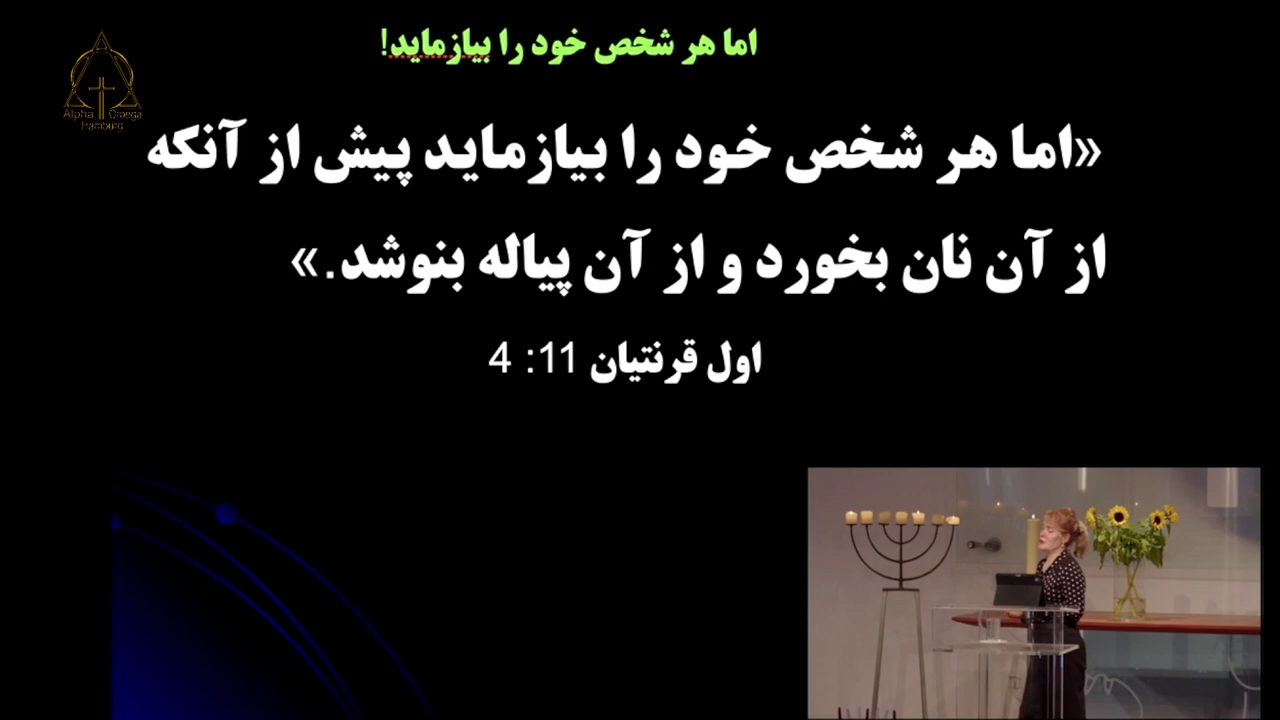 اما هر شخص خود را بیازماید!
Alpha Omega
Hamburg
«اما هر شخص خود را بیازماید پیش از آنکه
از آن نان بخورد و از آن پیاله بنوشد.»
اول قرنتیان 11: 4